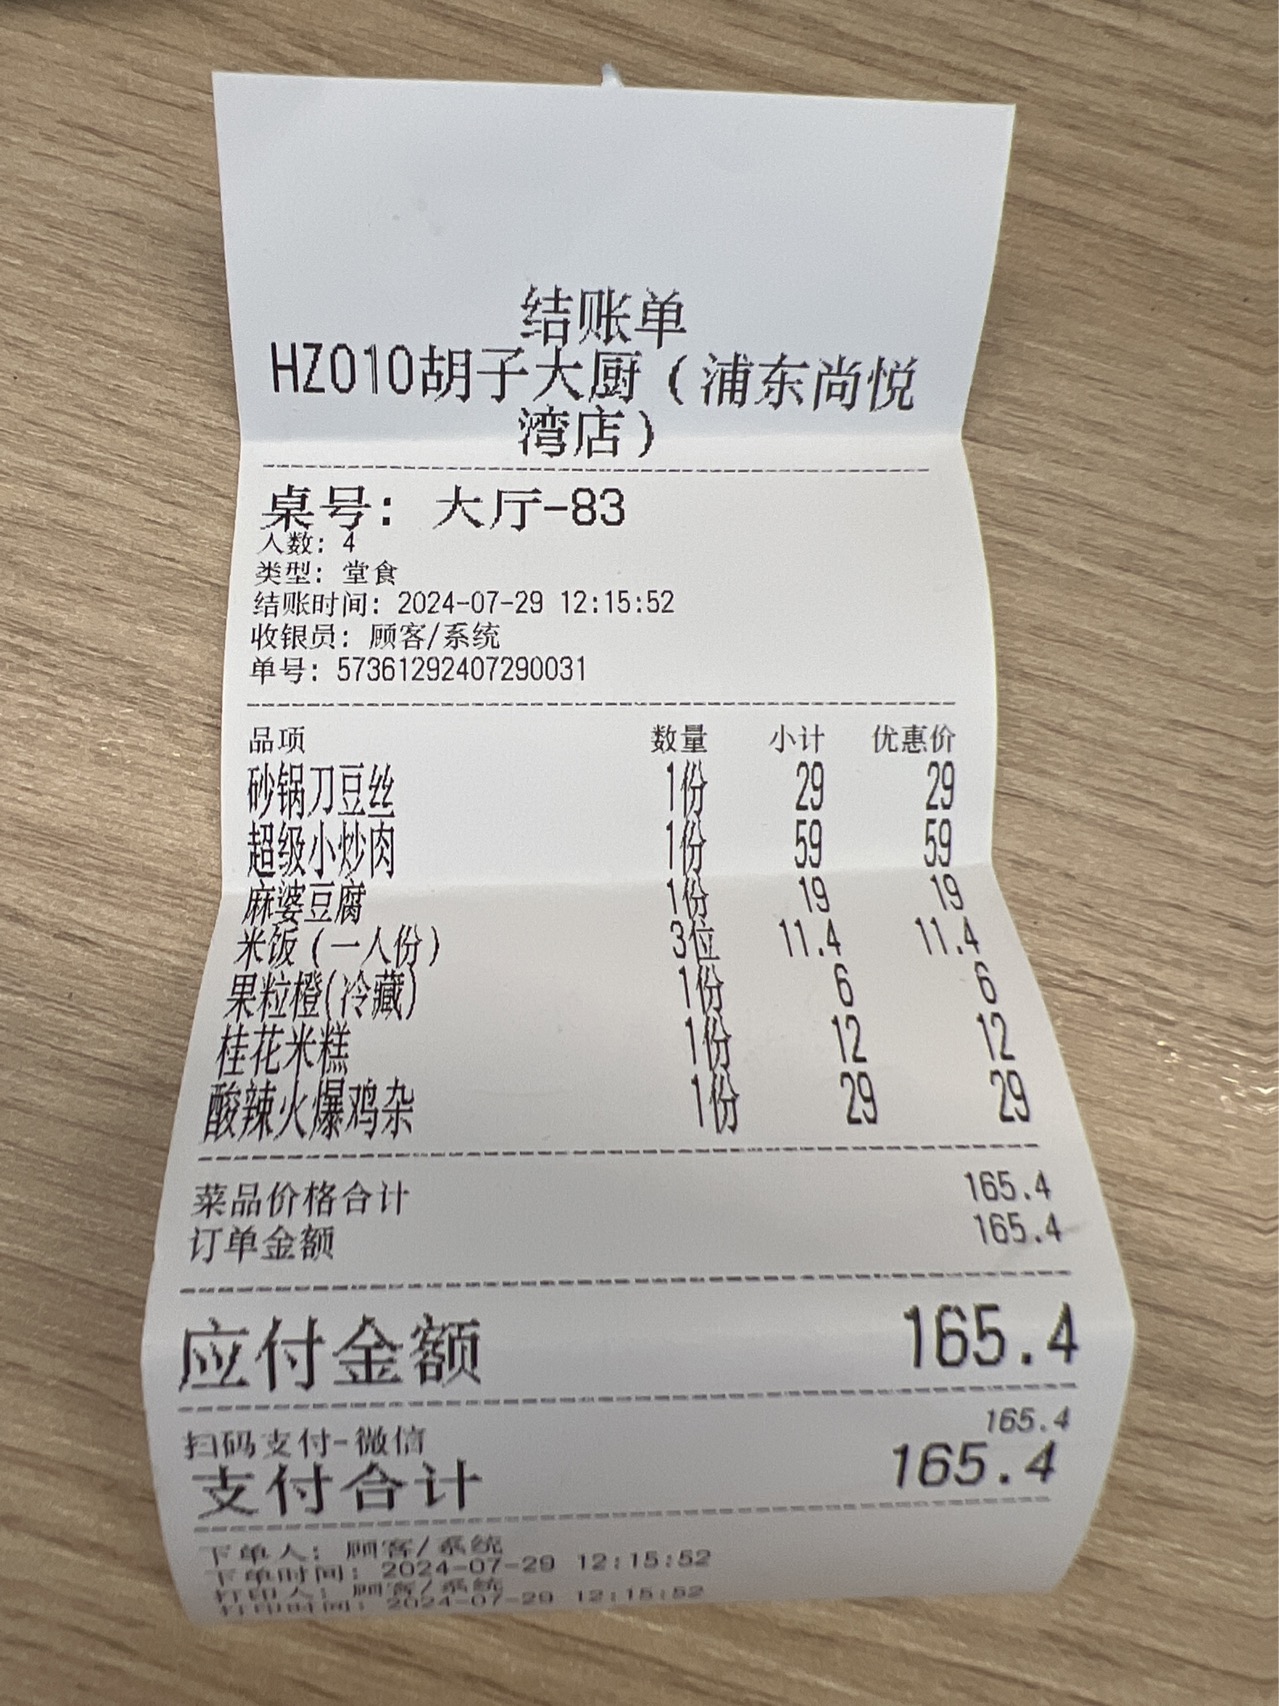 结账单
HZ010胡子大厨(浦东尚悦
湾店)
桌号: 大厅-83
人数: 4
类型: 堂食
结账时间: 2024-07-29 12:15:52
收银员: 顾客/系统
单号: 57361292407290031
品项 数量 小计 优惠价
砂锅刀豆丝 1份 29 29
超级小炒肉 1份 59 59
麻婆豆腐 1份 19 19
米饭(一人份) 3位 11.4 11.4
果粒橙(冷藏) 1份 6 6
桂花米糕 1份 12 12
酸辣火爆鸡杂 1份 29 29
菜品价格合计 165.4
订单金额 165.4
应付金额 165.4
扫码支付-微信 165.4
支付合计 165.4
下单人: 顾客/系统
下单时间: 2024-07-29 12:15:52
打印人: 顾客/系统
打印时间: 2024-07-29 12:15:52